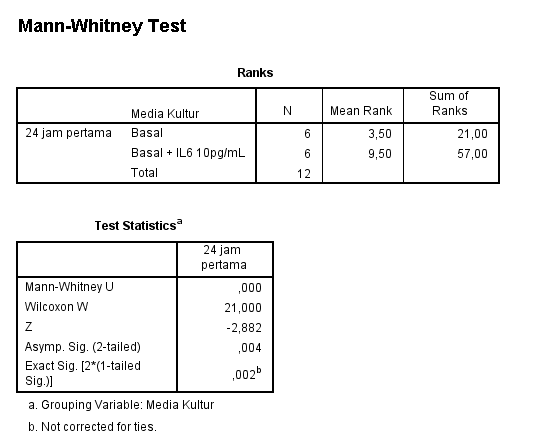 Mann-Whitney Test
Ranks
Media Kultur N Mean Rank Sum of Ranks
24 jam pertama Basal 6 3,50 21,00
Basal + IL6 10pg/mL 6 9,50 57,00
Total 12
Test Statisticsa
24 jam
pertama
Mann-Whitney U ,000
Wilcoxon W 21,000
Z -2,882
Asymp. Sig. (2-tailed) ,004
Exact Sig. [2*(1-tailed
Sig.)] ,002b
a. Grouping Variable: Media Kultur
b. Not corrected for ties.